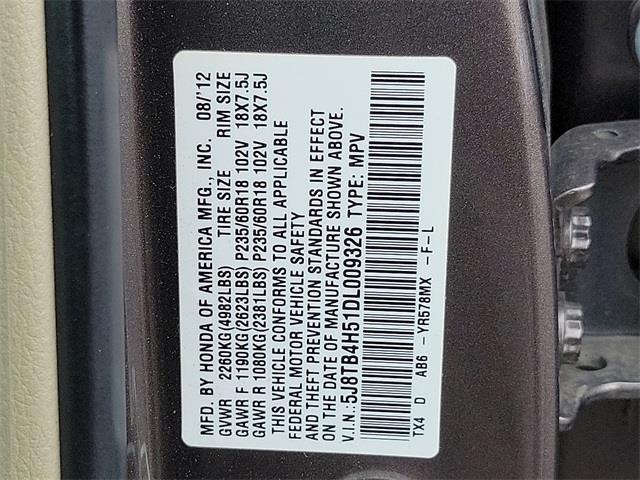 MFD. BY HONDA OF AMERICA MFG., INC. 08/'12
GVWR 2260KG(4982LBS) TIRE SIZE RIM SIZE
GAWR F 1190KG(2623LBS) P235/60R18 102V 18X7.5J
GAWR R 1080KG(2381LBS) P235/60R18 102V 18X7.5J
THIS VEHICLE CONFORMS TO ALL APPLICABLE
FEDERAL MOTOR VEHICLE SAFETY
AND THEFT PREVENTION STANDARDS IN EFFECT
ON THE DATE OF MANUFACTURE SHOWN ABOVE.
V.I.N.:5J8TB4H51DL009326 TYPE: MPV
TX4 D AB6 -YR578MX -F-L